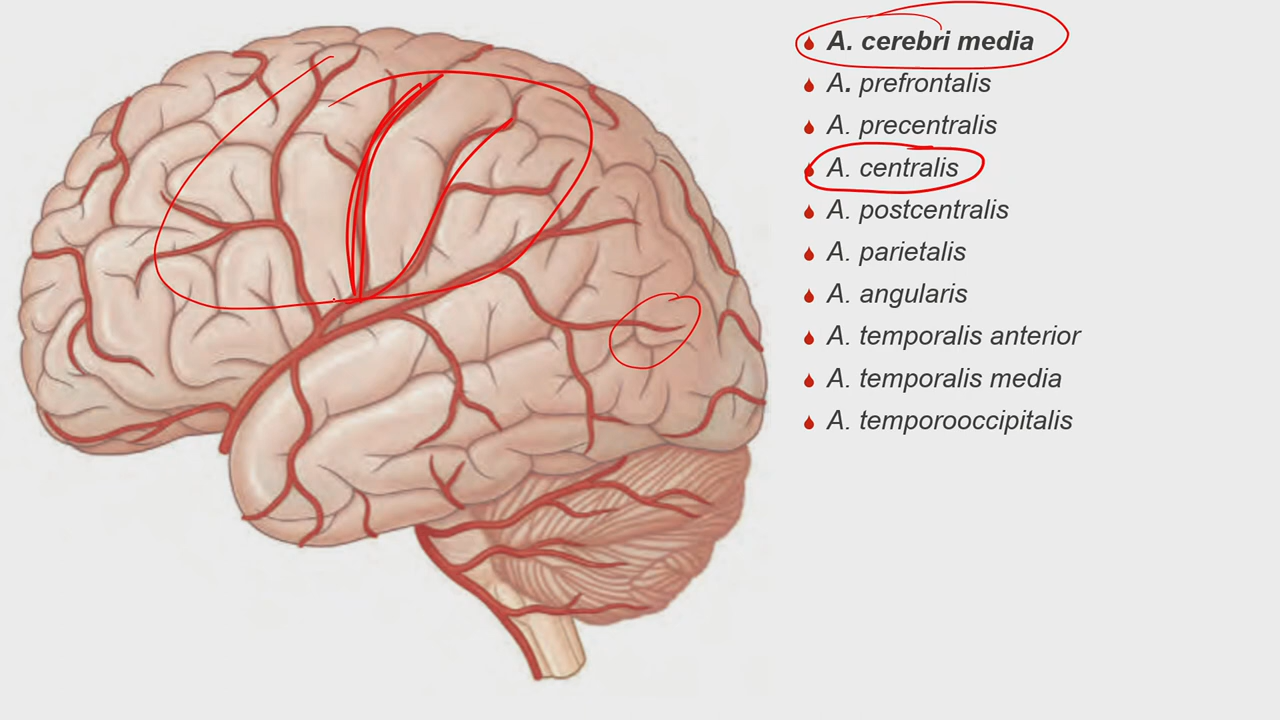 A. cerebri media
A. prefrontalis
A. precentralis
A. centralis
A. postcentralis
A. parietalis
A. angularis
A. temporalis anterior
A. temporalis media
A. temporooccipitalis